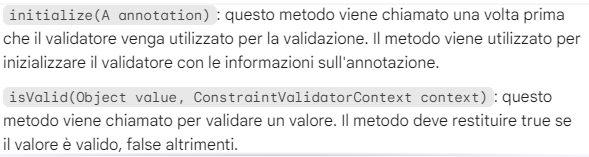 initialize(A annotation) : questo metodo viene chiamato una volta prima
che il validatore venga utilizzato per la validazione. Il metodo viene utilizzato per
inizializzare il validatore con le informazioni sull'annotazione.
isValid(Object value, ConstraintValidatorContext context) : questo
metodo viene chiamato per validare un valore. Il metodo deve restituire true se
il valore è valido, false altrimenti.